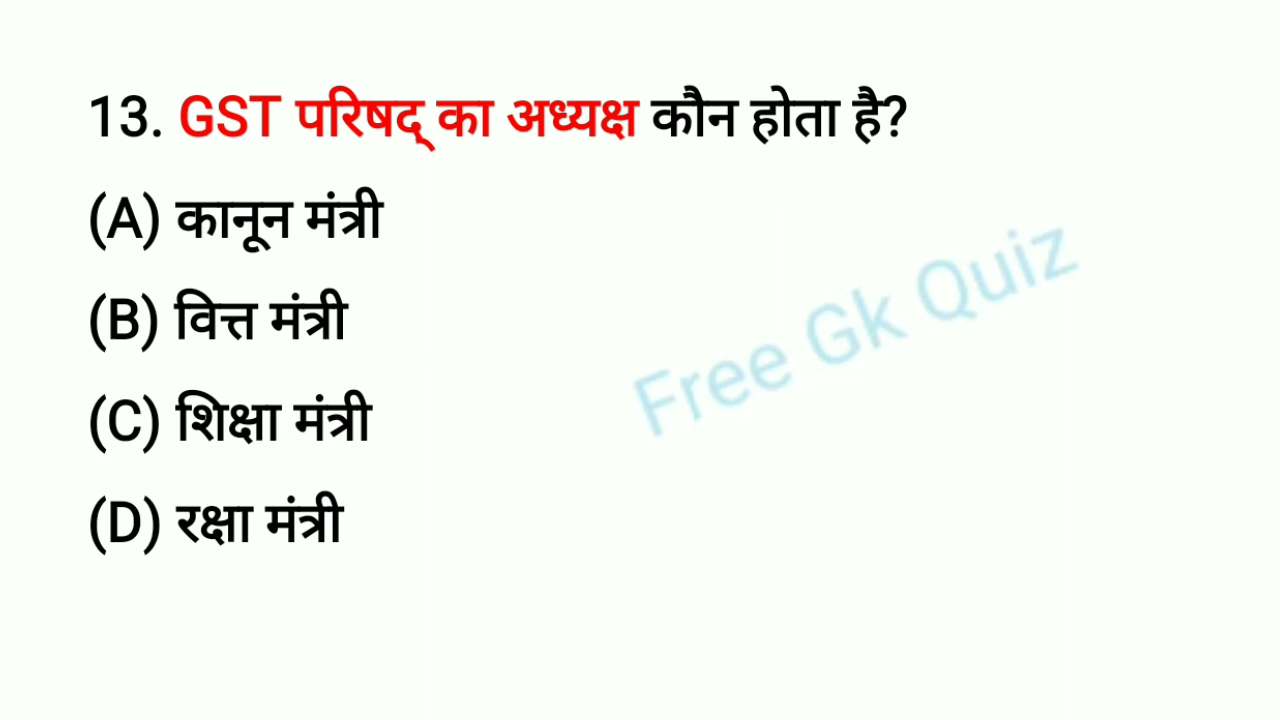 13. GST परिषद् का अध्यक्ष कौन होता है?
(A) कानून मंत्री
(B) वित्त मंत्री
(C) शिक्षा मंत्री
(D) रक्षा मंत्री
Free Gk Quiz